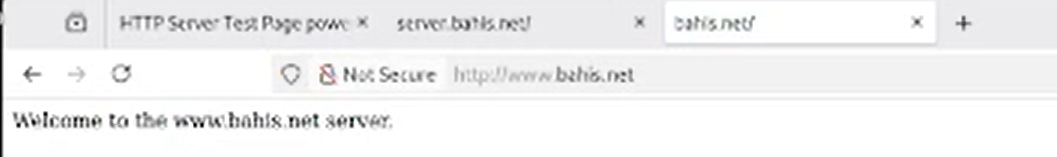 HTTP Server Test Page powe
server.bahis.net/
bahis.net/
Not Secure http://www.bahis.net
Welcome to the www.bahis.net server.